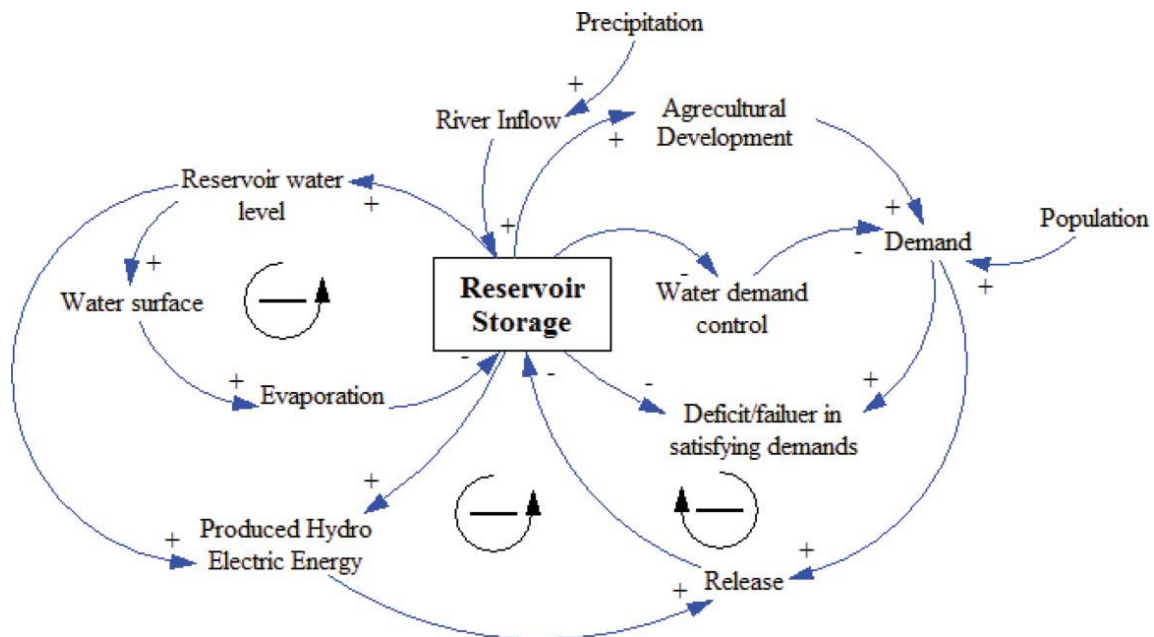 Precipitation
+
River Inflow
+
+
Agrecultural
Development
Reservoir water
level
+
+
+
Demand
Population
-
+
+
Water surface
Reservoir
Storage
-
Water demand
control
+
Evaporation
-
-
-
+
Deficit/failuer in
satisfying demands
+
+
Produced Hydro
Electric Energy
+
+
Release